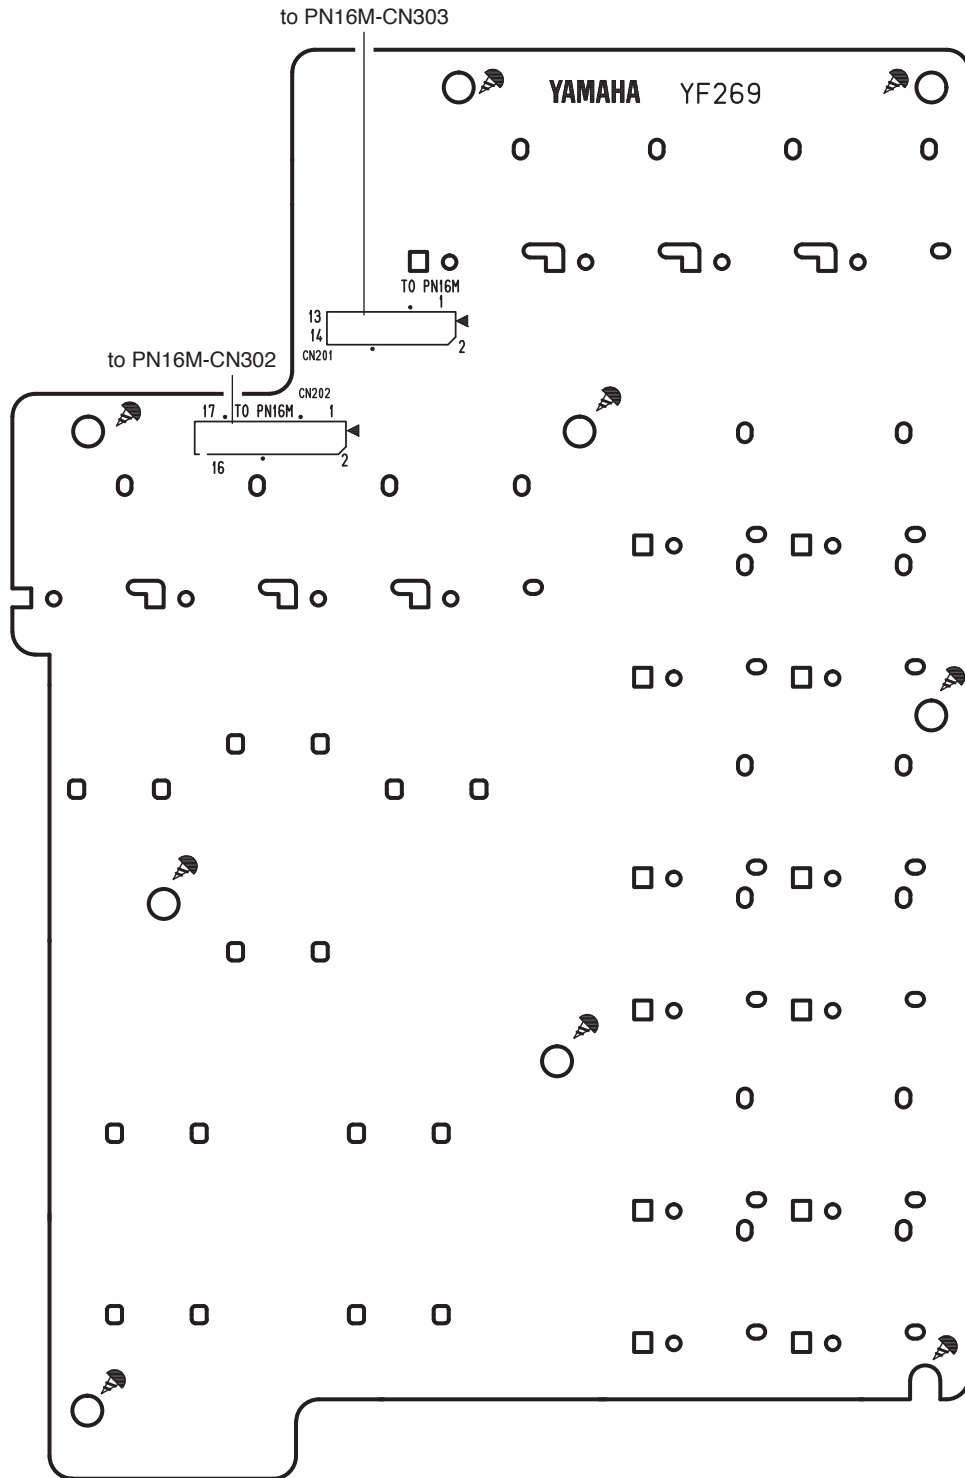 to PN16M-CN303
YAMAHA YF269
TO PN16M
1
13
14
2
CN201
to PN16M-CN302
CN202
17 TO PN16M 1
16
2